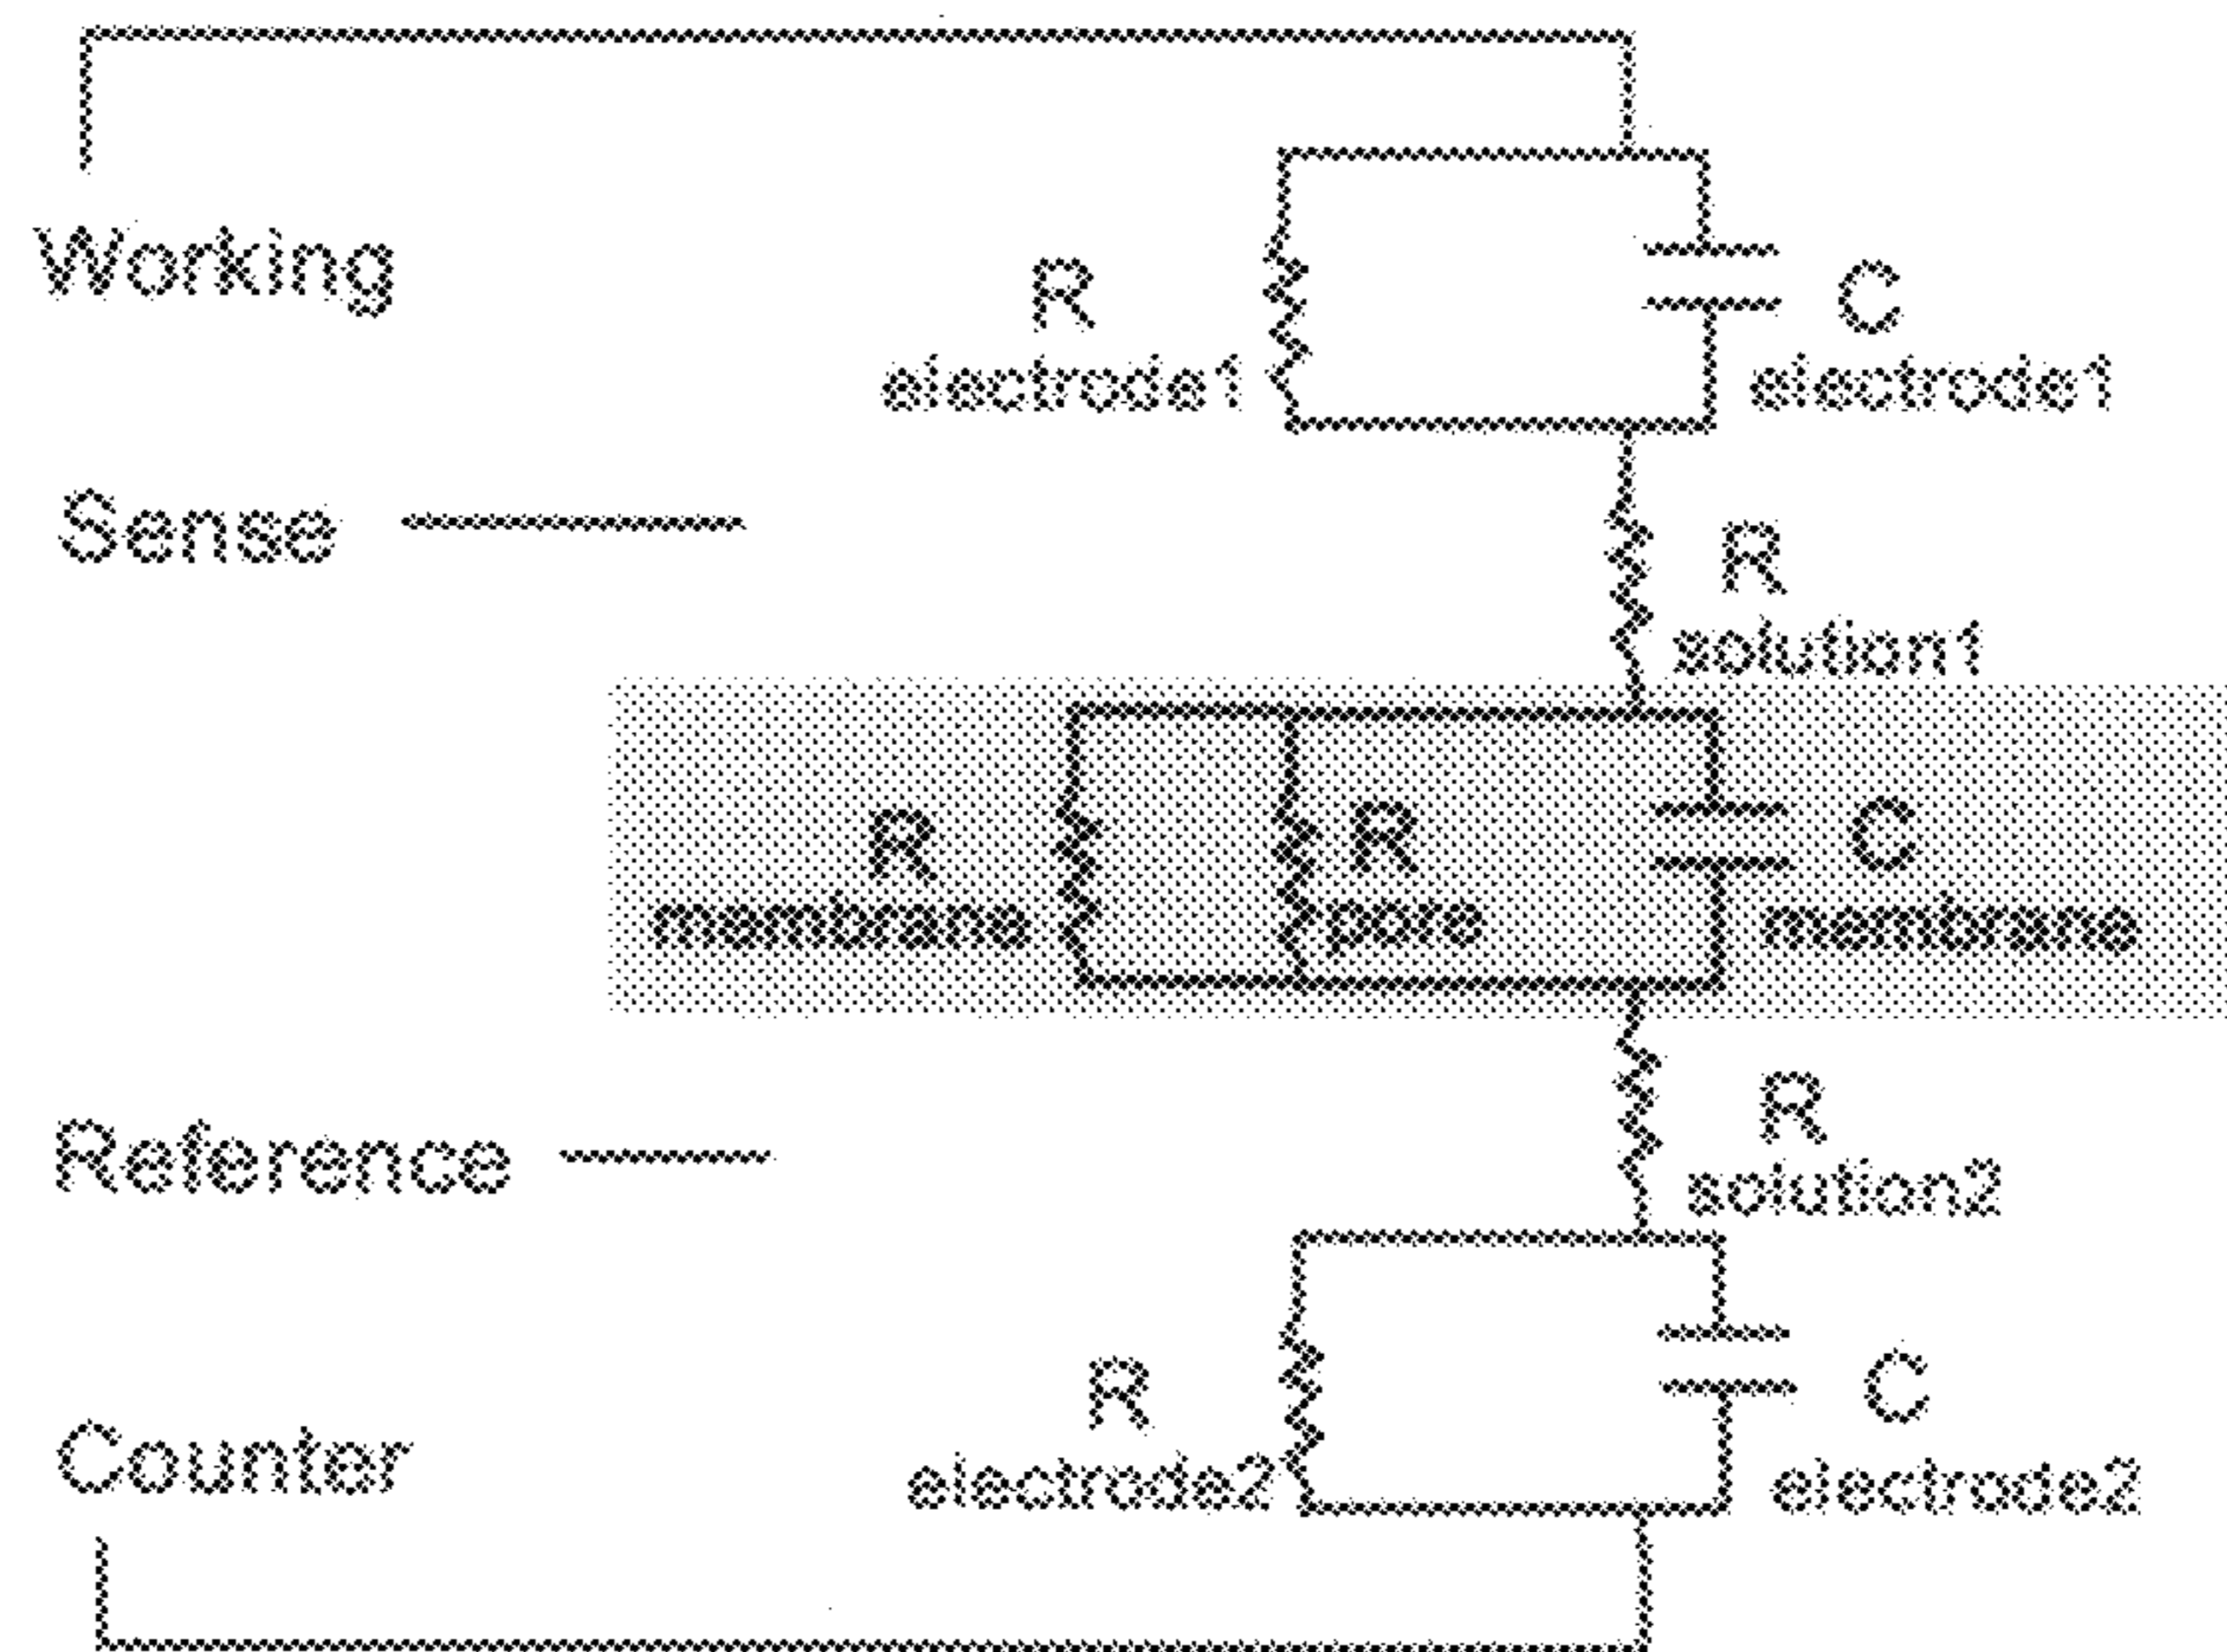 Working
R
electrode1
C
electrode1
Sense
R
solution1
R
membrane
R
pore
C
membrane
Reference
R
solution2
Counter
R
electrode2
C
electrode2